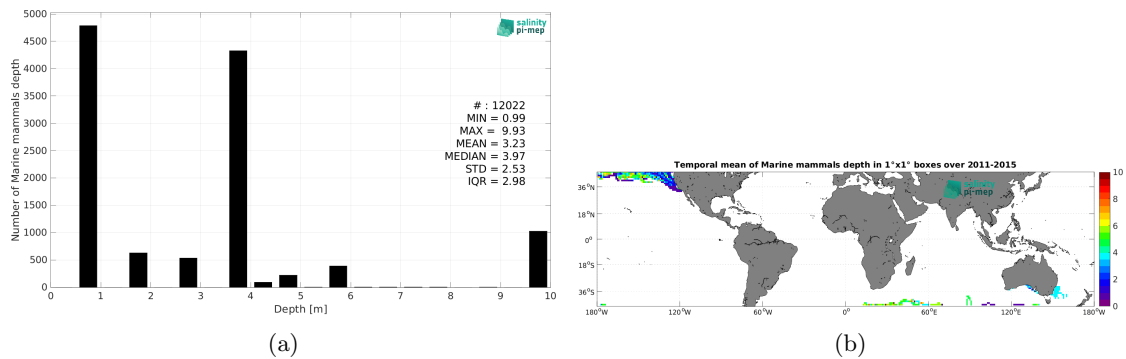 5000
4500
4000
3500
3000
2500
2000
1500
1000
500
0
Number of Marine mammals depth
salinity
pi-mep
# : 12022
MIN = 0.99
MAX = 9.93
MEAN = 3.23
MEDIAN = 3.97
STD = 2.53
IQR = 2.98
0 1 2 3 4 5 6 7 8 9 10
Depth [m]
(a)
Temporal mean of Marine mammals depth in 1°x1° boxes over 2011-2015
salinity
pi-mep
36°N
18°N
0°
18°S
36°S
180°W 120°W 60°W 0° 60°E 120°E 180°W
10
8
6
4
2
0
(b)